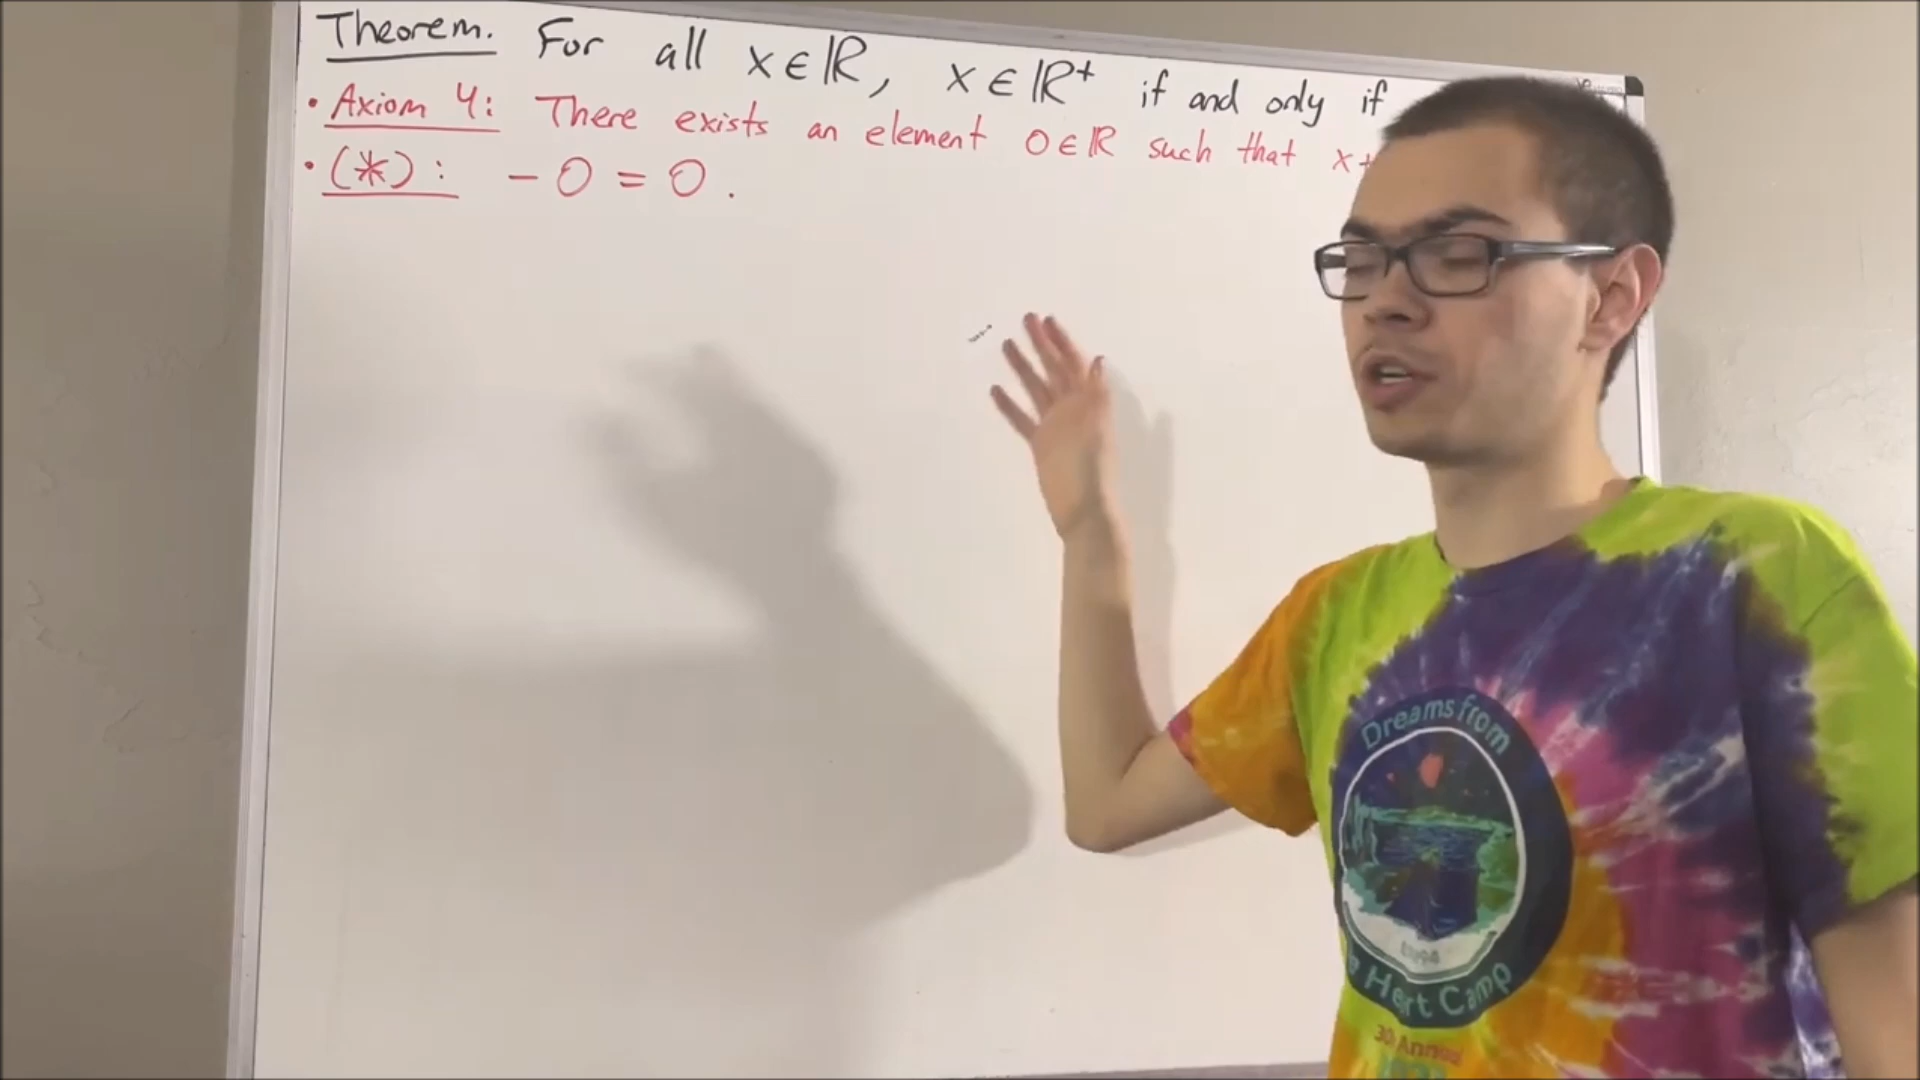 Theorem. For all x ∈ ℝ, x ∈ ℝ⁺ if and only if
• Axiom 4: There exists an element 0 ∈ ℝ such that x +
• (*): -0 = 0.
Dreams from
Hert Camp